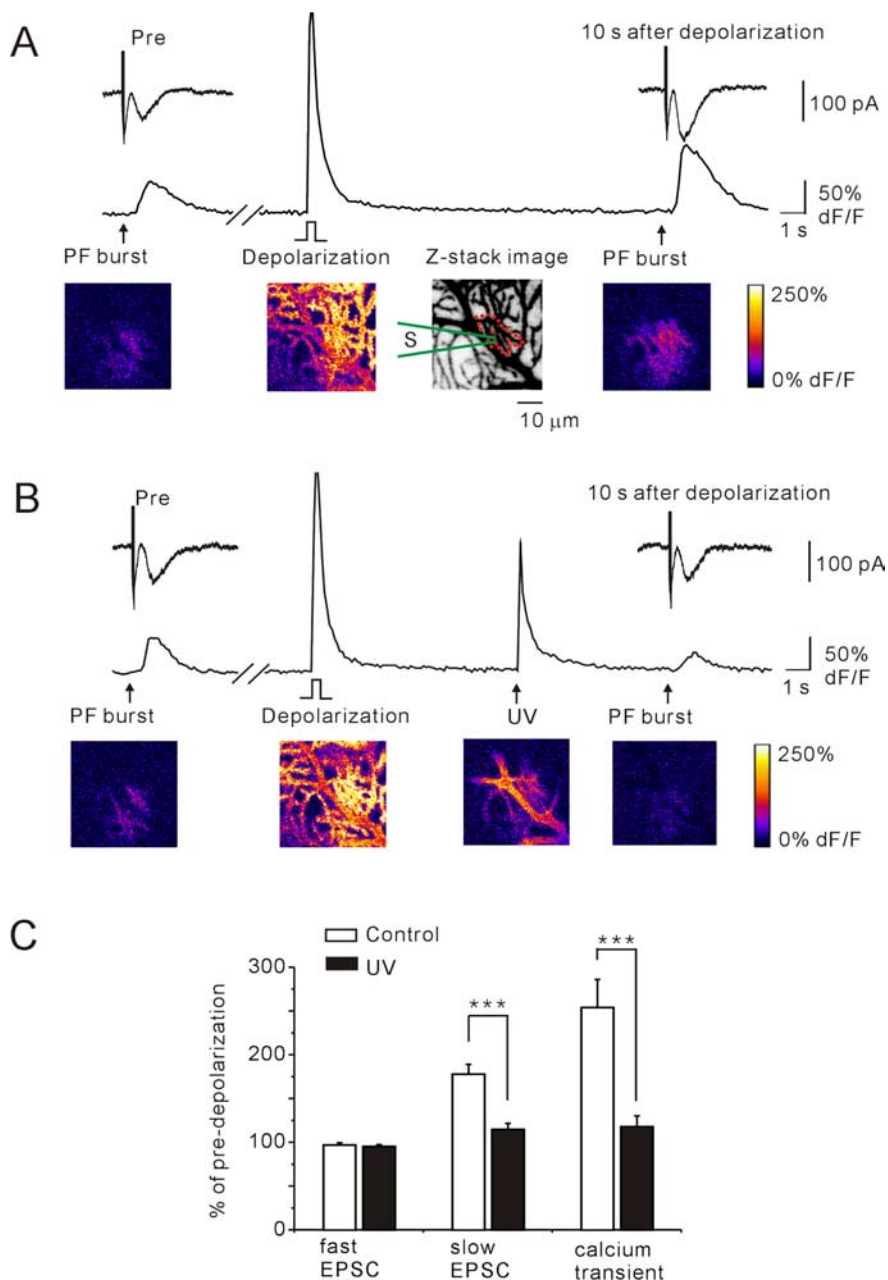 A
Pre
10 s after depolarization
100 pA
50%
dF/F
1 s
PF burst
Depolarization
Z-stack image
PF burst
S
250%
0% dF/F
10 μm
B
Pre
10 s after depolarization
100 pA
50%
dF/F
1 s
PF burst
Depolarization
UV
PF burst
250%
0% dF/F
C
Control
UV
***
***
% of pre-depolarization
300
200
100
0
fast
EPSC
slow
EPSC
calcium
transient